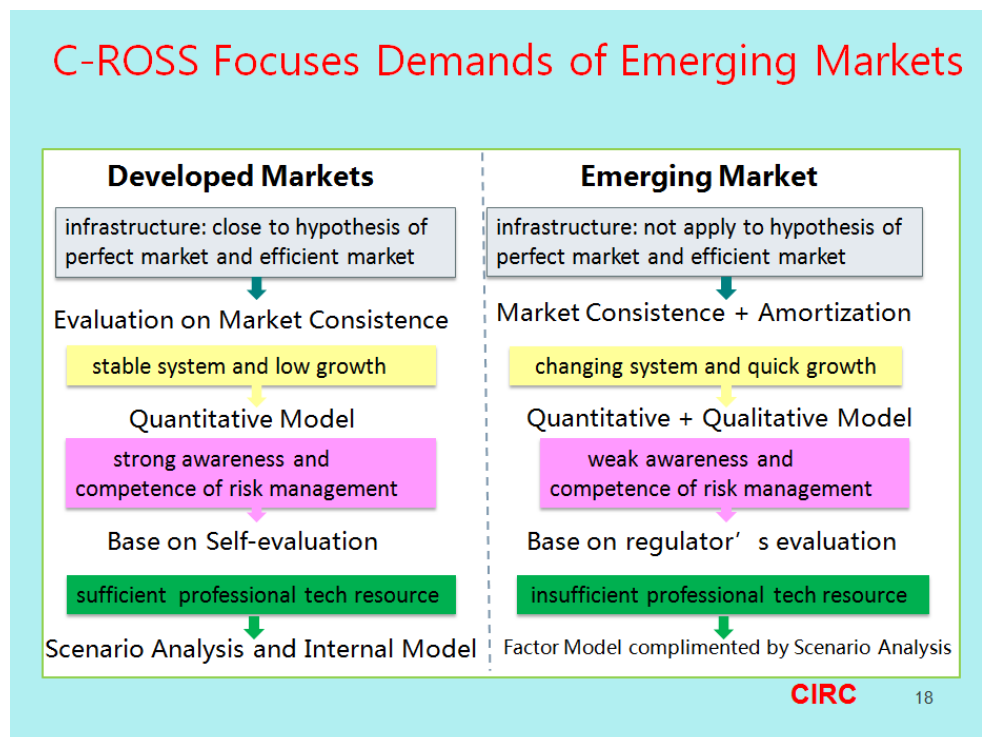 C-ROSS Focuses Demands of Emerging Markets
Developed Markets
infrastructure: close to hypothesis of
perfect market and efficient market
Evaluation on Market Consistence
stable system and low growth
Quantitative Model
strong awareness and
competence of risk management
Base on Self-evaluation
sufficient professional tech resource
Scenario Analysis and Internal Model
Emerging Market
infrastructure: not apply to hypothesis of
perfect market and efficient market
Market Consistence + Amortization
changing system and quick growth
Quantitative + Qualitative Model
weak awareness and
competence of risk management
Base on regulator’s evaluation
insufficient professional tech resource
Factor Model complimented by Scenario Analysis
CIRC
18